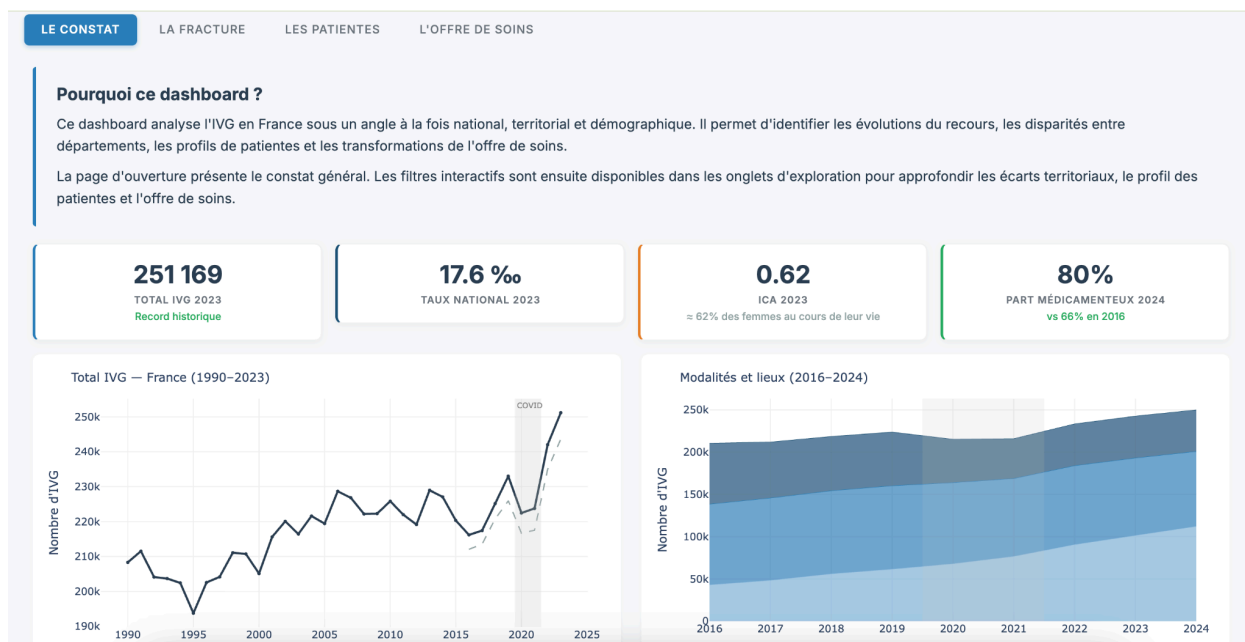 LE CONSTAT
LA FRACTURE
LES PATIENTES
L'OFFRE DE SOINS
Pourquoi ce dashboard ?
Ce dashboard analyse l'IVG en France sous un angle à la fois national, territorial et démographique. Il permet d'identifier les évolutions du recours, les disparités entre
départements, les profils de patientes et les transformations de l'offre de soins.
La page d'ouverture présente le constat général. Les filtres interactifs sont ensuite disponibles dans les onglets d'exploration pour approfondir les écarts territoriaux, le profil des
patientes et l'offre de soins.
251 169
TOTAL IVG 2023
Record historique
17.6 ‰
TAUX NATIONAL 2023
0.62
ICA 2023
≈ 62% des femmes au cours de leur vie
80%
PART MÉDICAMENTEUX 2024
vs 66% en 2016
Total IVG — France (1990–2023)
COVID
250k
240k
230k
220k
210k
200k
190k
Nombre d'IVG
1990
1995
2000
2005
2010
2015
2020
2025
Modalités et lieux (2016–2024)
250k
200k
150k
100k
50k
0
Nombre d'IVG
2016
2017
2018
2019
2020
2021
2022
2023
2024